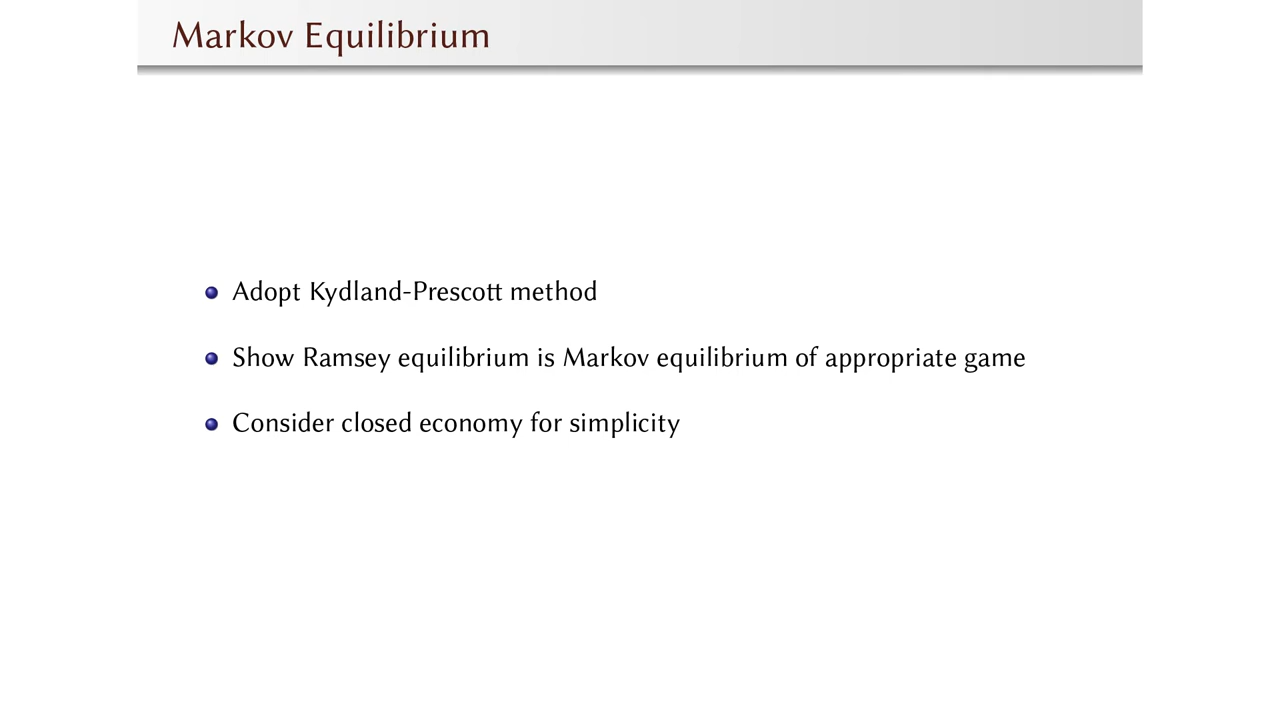 Markov Equilibrium
Adopt Kydland-Prescott method
Show Ramsey equilibrium is Markov equilibrium of appropriate game
Consider closed economy for simplicity